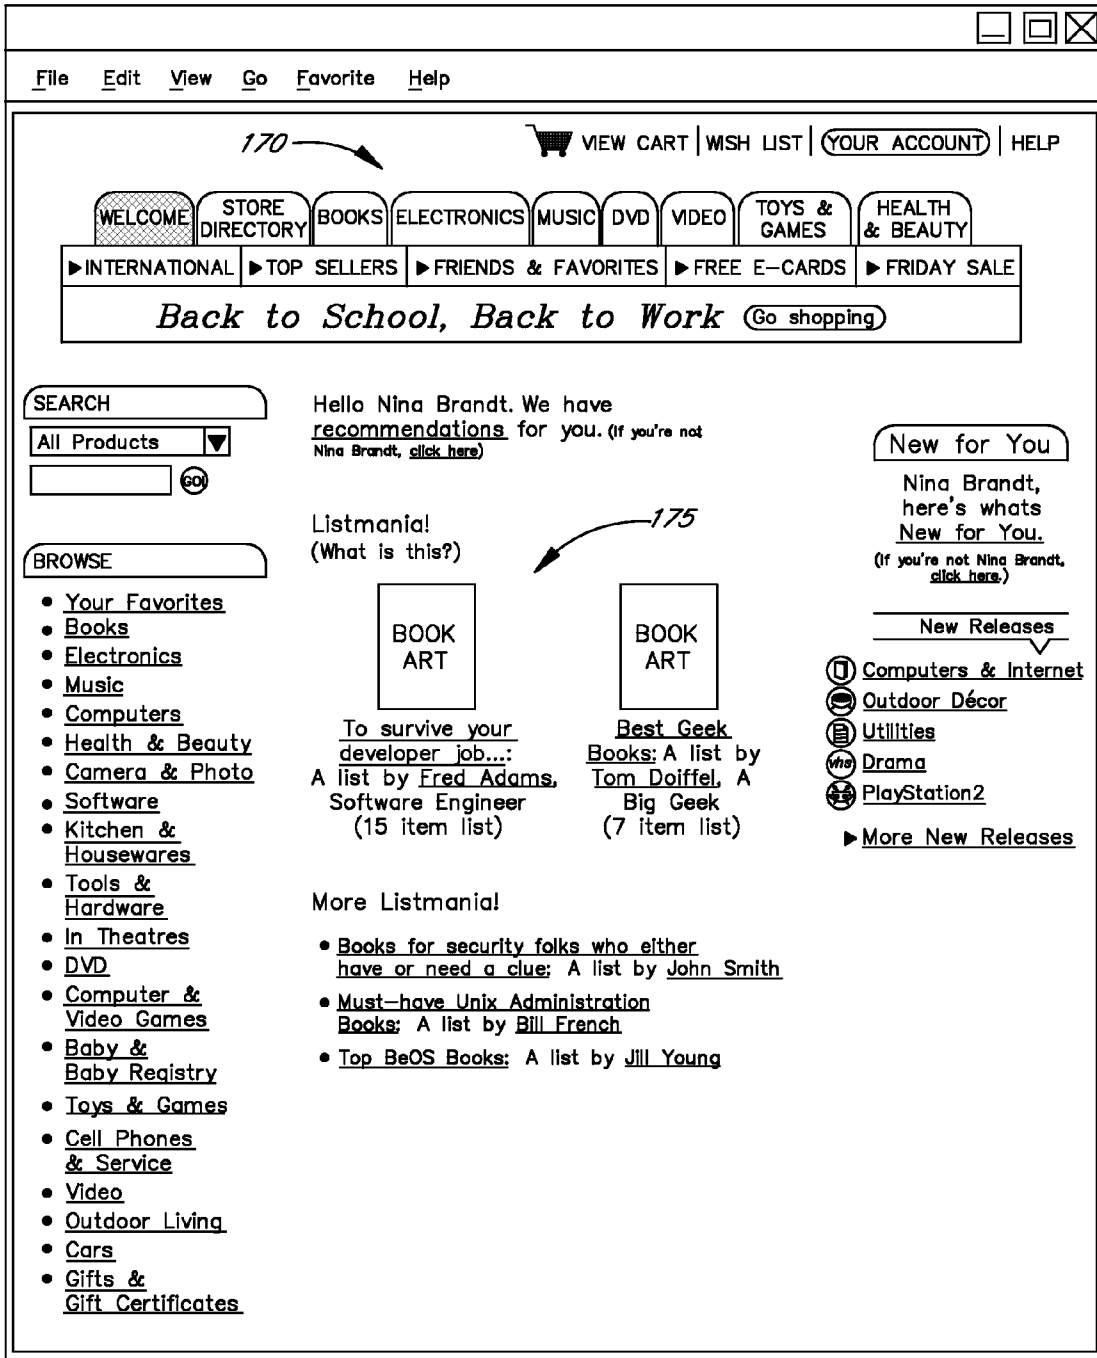 File Edit View Go Favorite Help
170
VIEW CART | WISH LIST | YOUR ACCOUNT | HELP
WELCOME
STORE
DIRECTORY
BOOKS
ELECTRONICS
MUSIC
DVD
VIDEO
TOYS &
GAMES
HEALTH
& BEAUTY
▶INTERNATIONAL ▶TOP SELLERS ▶FRIENDS & FAVORITES ▶FREE E-CARDS ▶FRIDAY SALE
Back to School, Back to Work Go shopping
SEARCH
All Products
GO!
BROWSE
• Your Favorites
• Books
• Electronics
• Music
• Computers
• Health & Beauty
• Camera & Photo
• Software
• Kitchen &
Housewares
• Tools &
Hardware
• In Theatres
• DVD
• Computer &
Video Games
• Baby &
Baby Registry
• Toys & Games
• Cell Phones
& Service
• Video
• Outdoor Living
• Cars
• Gifts &
Gift Certificates
Hello Nina Brandt. We have
recommendations for you. (If you're not
Nina Brandt, click here)
Listmania!
(What is this?)
175
BOOK
ART
To survive your
developer job...:
A list by Fred Adams,
Software Engineer
(15 item list)
BOOK
ART
Best Geek
Books: A list by
Tom Doiffel, A
Big Geek
(7 item list)
More Listmania!
• Books for security folks who either
have or need a clue: A list by John Smith
• Must-have Unix Administration
Books: A list by Bill French
• Top BeOS Books: A list by Jill Young
New for You
Nina Brandt,
here's whats
New for You.
(If you're not Nina Brandt,
click here.)
New Releases
Computers & Internet
Outdoor Décor
Utilities
vhs Drama
PlayStation2
▶More New Releases